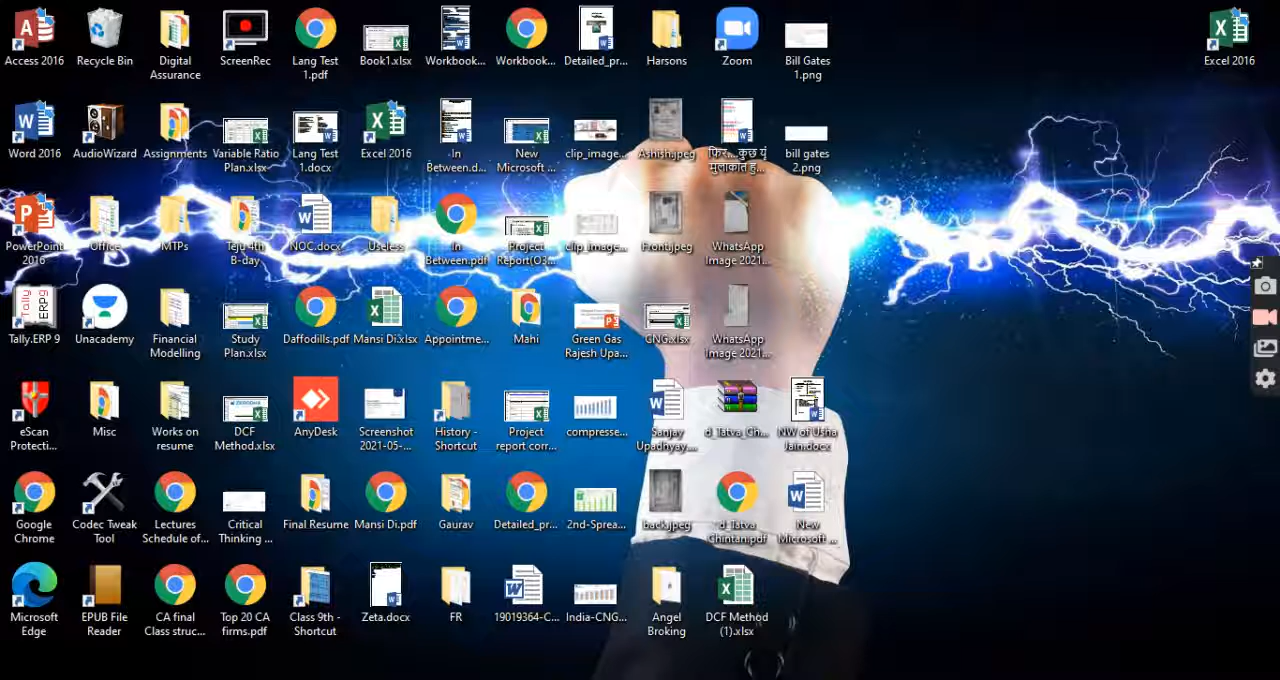 Access 2016
Recycle Bin
Digital
Assurance
ScreenRec
Lang Test
1.pdf
Book1.xlsx
Workbook...
Workbook...
Detailed_pr...
Harsons
Zoom
Bill Gates
1.png
Excel 2016
Word 2016
AudioWizard
Assignments
Variable Ratio
Plan.xlsx
Lang Test
1.docx
Excel 2016
In
Between.d...
New
Microsoft ...
clip_image...
Ashish.jpeg
फिर....कुछ यूं
मुलाकात हु...
bill gates
2.png
PowerPoint
2016
Office
MTPs
Teju 4th
B-day
NOC.docx
Useless
In
Between.pdf
Project
Report(O3...
clip_image...
Front.jpeg
WhatsApp
Image 2021...
Tally
ERP 9
Tally.ERP 9
Unacademy
Financial
Modelling
Study
Plan.xlsx
Daffodills.pdf
Mansi Di.xlsx
Appointme...
Mahi
Green Gas
Rajesh Upa...
CNG.xlsx
WhatsApp
Image 2021...
eScan
Protecti...
Misc
Works on
resume
DCF
Method.xlsx
AnyDesk
Screenshot
2021-05-...
History -
Shortcut
Project
report corr...
compresse...
Sanjay
Upadhyay....
d_Tatva_Ch...
NW of Usha
Jain.docx
Google
Chrome
Codec Tweak
Tool
Lectures
Schedule of...
Critical
Thinking ...
Final Resume
Mansi Di.pdf
Gaurav
Detailed_pr...
2nd-Sprea...
back.jpeg
d_Tatva
Chintan.pdf
New
Microsoft ...
Microsoft
Edge
EPUB File
Reader
CA final
Class struc...
Top 20 CA
firms.pdf
Class 9th -
Shortcut
Zeta.docx
FR
19019364-C...
India-CNG...
Angel
Broking
DCF Method
(1).xlsx